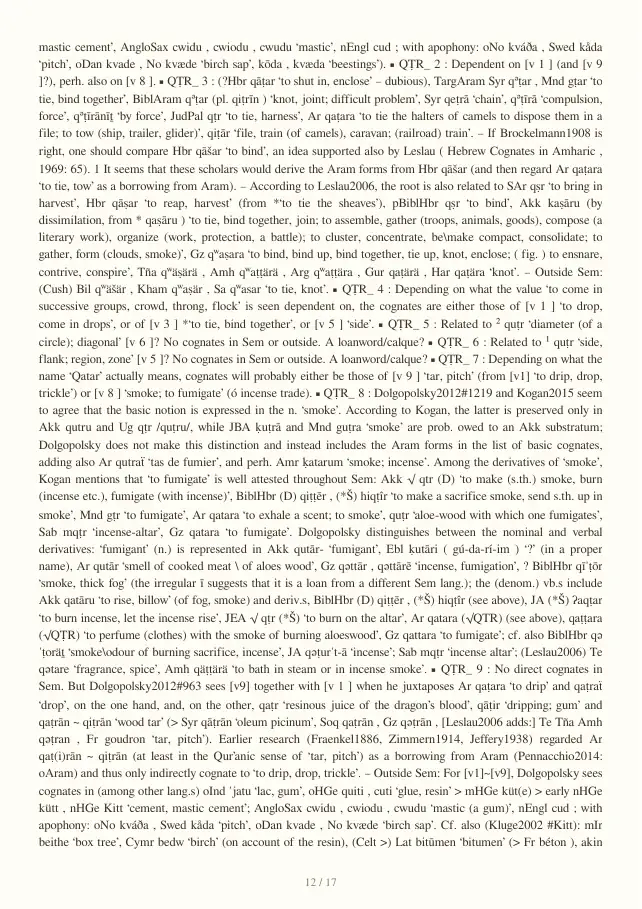 mastic cement’, AngloSax cwidu , cwiodu , cwudu ‘mastic’, nEngl cud ; with apophony: oNo kváða , Swed kåda
‘pitch’, oDan kvade , No kvæde ‘birch sap’, kōda , kvæda ‘beestings’). ▪ QṬR_ 2 : Dependent on [v 1 ] (and [v 9
]?), perh. also on [v 8 ]. ▪ QṬR_ 3 : (?Hbr qāṭar ‘to shut in, enclose’ – dubious), TargAram Syr qᵊṭar , Mnd gṭar ‘to
tie, bind together’, BiblAram qᵊṭar (pl. qiṭrīn ) ‘knot, joint; difficult problem’, Syr qeṭrā ‘chain’, qᵊṭīrā ‘compulsion,
force’, qᵊṭīrānīṯ ‘by force’, JudPal qṭr ‘to tie, harness’, Ar qaṭara ‘to tie the halters of camels to dispose them in a
file; to tow (ship, trailer, glider)’, qiṭār ‘file, train (of camels), caravan; (railroad) train’. – If Brockelmann1908 is
right, one should compare Hbr qāšar ‘to bind’, an idea supported also by Leslau ( Hebrew Cognates in Amharic ,
1969: 65). 1 It seems that these scholars would derive the Aram forms from Hbr qāšar (and then regard Ar qaṭara
‘to tie, tow’ as a borrowing from Aram). – According to Leslau2006, the root is also related to SAr qṣr ‘to bring in
harvest’, Hbr qāṣar ‘to reap, harvest’ (from *‘to tie the sheaves’), pBiblHbr qṣr ‘to bind’, Akk kaṣāru (by
dissimilation, from * qaṣāru ) ‘to tie, bind together, join; to assemble, gather (troops, animals, goods), compose (a
literary work), organize (work, protection, a battle); to cluster, concentrate, be\make compact, consolidate; to
gather, form (clouds, smoke)’, Gz qʷaṣara ‘to bind, bind up, bind together, tie up, knot, enclose; ( fig. ) to ensnare,
contrive, conspire’, Tña qʷäṣärä , Amh qʷäṭṭärä , Arg qʷäṭṭära , Gur qäṭärä , Har qaṭära ‘knot’. – Outside Sem:
(Cush) Bil qʷäšär , Kham qʷaṣär , Sa qʷasar ‘to tie, knot’. ▪ QṬR_ 4 : Depending on what the value ‘to come in
successive groups, crowd, throng, flock’ is seen dependent, the cognates are either those of [v 1 ] ‘to drop,
come in drops’, or of [v 3 ] *‘to tie, bind together’, or [v 5 ] ‘side’. ▪ QṬR_ 5 : Related to ² quṭr ‘diameter (of a
circle); diagonal’ [v 6 ]? No cognates in Sem or outside. A loanword/calque? ▪ QṬR_ 6 : Related to ¹ quṭr ‘side,
flank; region, zone’ [v 5 ]? No cognates in Sem or outside. A loanword/calque? ▪ QṬR_ 7 : Depending on what the
name ‘Qatar’ actually means, cognates will probably either be those of [v 9 ] ‘tar, pitch’ (from [v1] ‘to drip, drop,
trickle’) or [v 8 ] ‘smoke; to fumigate’ (ó incense trade). ▪ QṬR_ 8 : Dolgopolsky2012#1219 and Kogan2015 seem
to agree that the basic notion is expressed in the n. ‘smoke’. According to Kogan, the latter is preserved only in
Akk qutru and Ug qṭr /quṭru/, while JBA ḳuṭrā and Mnd guṭra ‘smoke’ are prob. owed to an Akk substratum;
Dolgopolsky does not make this distinction and instead includes the Aram forms in the list of basic cognates,
adding also Ar qutraẗ ‘tas de fumier’, and perh. Amr ḳatarum ‘smoke; incense’. Among the derivatives of ‘smoke’,
Kogan mentions that ‘to fumigate’ is well attested throughout Sem: Akk √ qtr (D) ‘to make (s.th.) smoke, burn
(incense etc.), fumigate (with incense)’, BiblHbr (D) qiṭṭēr , (*Š) hiqṭîr ‘to make a sacrifice smoke, send s.th. up in
smoke’, Mnd gṭr ‘to fumigate’, Ar qatara ‘to exhale a scent; to smoke’, quṭr ‘aloe-wood with which one fumigates’,
Sab mqṭr ‘incense-altar’, Gz qatara ‘to fumigate’. Dolgopolsky distinguishes between the nominal and verbal
derivatives: ‘fumigant’ (n.) is represented in Akk qutār- ‘fumigant’, Ebl ḳutāri ( gú-da-rí-im ) ‘?’ (in a proper
name), Ar qutār ‘smell of cooked meat \ of aloes wood’, Gz qəttār , qəttārē ‘incense, fumigation’, ? BiblHbr qīˈṭōr
‘smoke, thick fog’ (the irregular ī suggests that it is a loan from a different Sem lang.); the (denom.) vb.s include
Akk qatāru ‘to rise, billow’ (of fog, smoke) and deriv.s, BiblHbr (D) qiṭṭēr , (*Š) hiqṭîr (see above), JA (*Š) ʔaqṭar
‘to burn incense, let the incense rise’, JEA √ qṭr (*Š) ‘to burn on the altar’, Ar qatara (√QTR) (see above), qaṭṭara
(√QṬR) ‘to perfume (clothes) with the smoke of burning aloeswood’, Gz qattara ‘to fumigate’; cf. also BiblHbr qə
ˈṭorāṯ ‘smoke\odour of burning sacrifice, incense’, JA qəṭurˈt-ā ‘incense’; Sab mqṭr ‘incense altar’; (Leslau2006) Te
qətare ‘fragrance, spice’, Amh qäṭṭärä ‘to bath in steam or in incense smoke’. ▪ QṬR_ 9 : No direct cognates in
Sem. But Dolgopolsky2012#963 sees [v9] together with [v 1 ] when he juxtaposes Ar qaṭara ‘to drip’ and qaṭraẗ
‘drop’, on the one hand, and, on the other, qaṭr ‘resinous juice of the dragon’s blood’, qāṭir ‘dripping; gum’ and
qaṭrān ~ qiṭrān ‘wood tar’ (> Syr qāṭrān ‘oleum picinum’, Soq qaṭrān , Gz qəṭrān , [Leslau2006 adds:] Te Tña Amh
qəṭran , Fr goudron ‘tar, pitch’). Earlier research (Fraenkel1886, Zimmern1914, Jeffery1938) regarded Ar
qaṭ(i)rān ~ qiṭrān (at least in the Qurʾanic sense of ‘tar, pitch’) as a borrowing from Aram (Pennacchio2014:
oAram) and thus only indirectly cognate to ‘to drip, drop, trickle’. – Outside Sem: For [v1]~[v9], Dolgopolsky sees
cognates in (among other lang.s) oInd ˈjatu ‘lac, gum’, oHGe quiti , cuti ‘glue, resin’ > mHGe küt(e) > early nHGe
kütt , nHGe Kitt ‘cement, mastic cement’; AngloSax cwidu , cwiodu , cwudu ‘mastic (a gum)’, nEngl cud ; with
apophony: oNo kváða , Swed kåda ‘pitch’, oDan kvade , No kvæde ‘birch sap’. Cf. also (Kluge2002 #Kitt): mIr
beithe ‘box tree’, Cymr bedw ‘birch’ (on account of the resin), (Celt >) Lat bitūmen ‘bitumen’ (> Fr béton ), akin
12 / 17